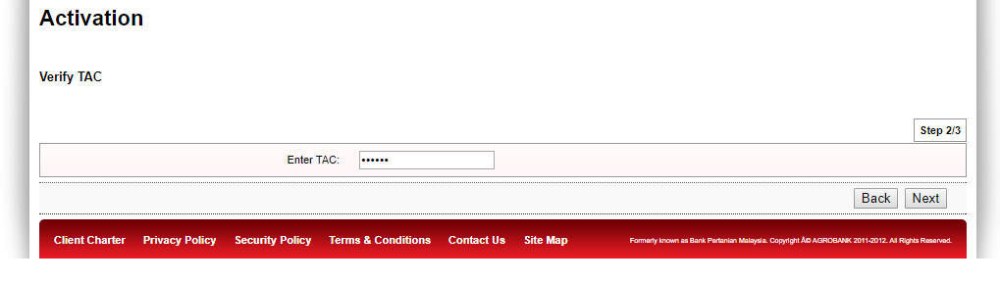 Activation
Verify TAC
Step 2/3
Enter TAC: ••••••
Back Next
Client Charter Privacy Policy Security Policy Terms & Conditions Contact Us Site Map Formerly known as Bank Pertanian Malaysia. Copyright Â© AGROBANK 2011-2012. All Rights Reserved.